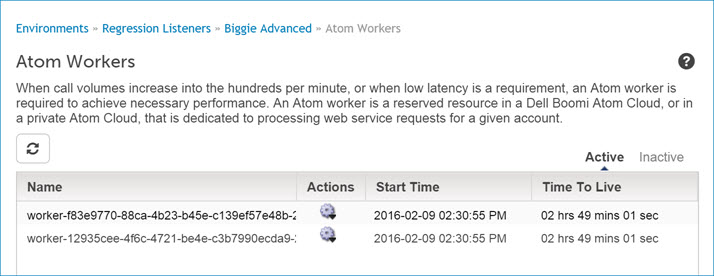 Environments » Regression Listeners » Biggie Advanced » Atom Workers
Atom Workers
When call volumes increase into the hundreds per minute, or when low latency is a requirement, an Atom worker is
required to achieve necessary performance. An Atom worker is a reserved resource in a Dell Boomi Atom Cloud, or in
a private Atom Cloud, that is dedicated to processing web service requests for a given account.
Active Inactive
Name Actions Start Time Time To Live
worker-f83e9770-88ca-4b23-b45e-c139ef57e48b-2 2016-02-09 02:30:55 PM 02 hrs 49 mins 01 sec
worker-12935cee-4f6c-4721-be4e-c3b7990ecda9- 2016-02-09 02:30:55 PM 02 hrs 49 mins 01 sec